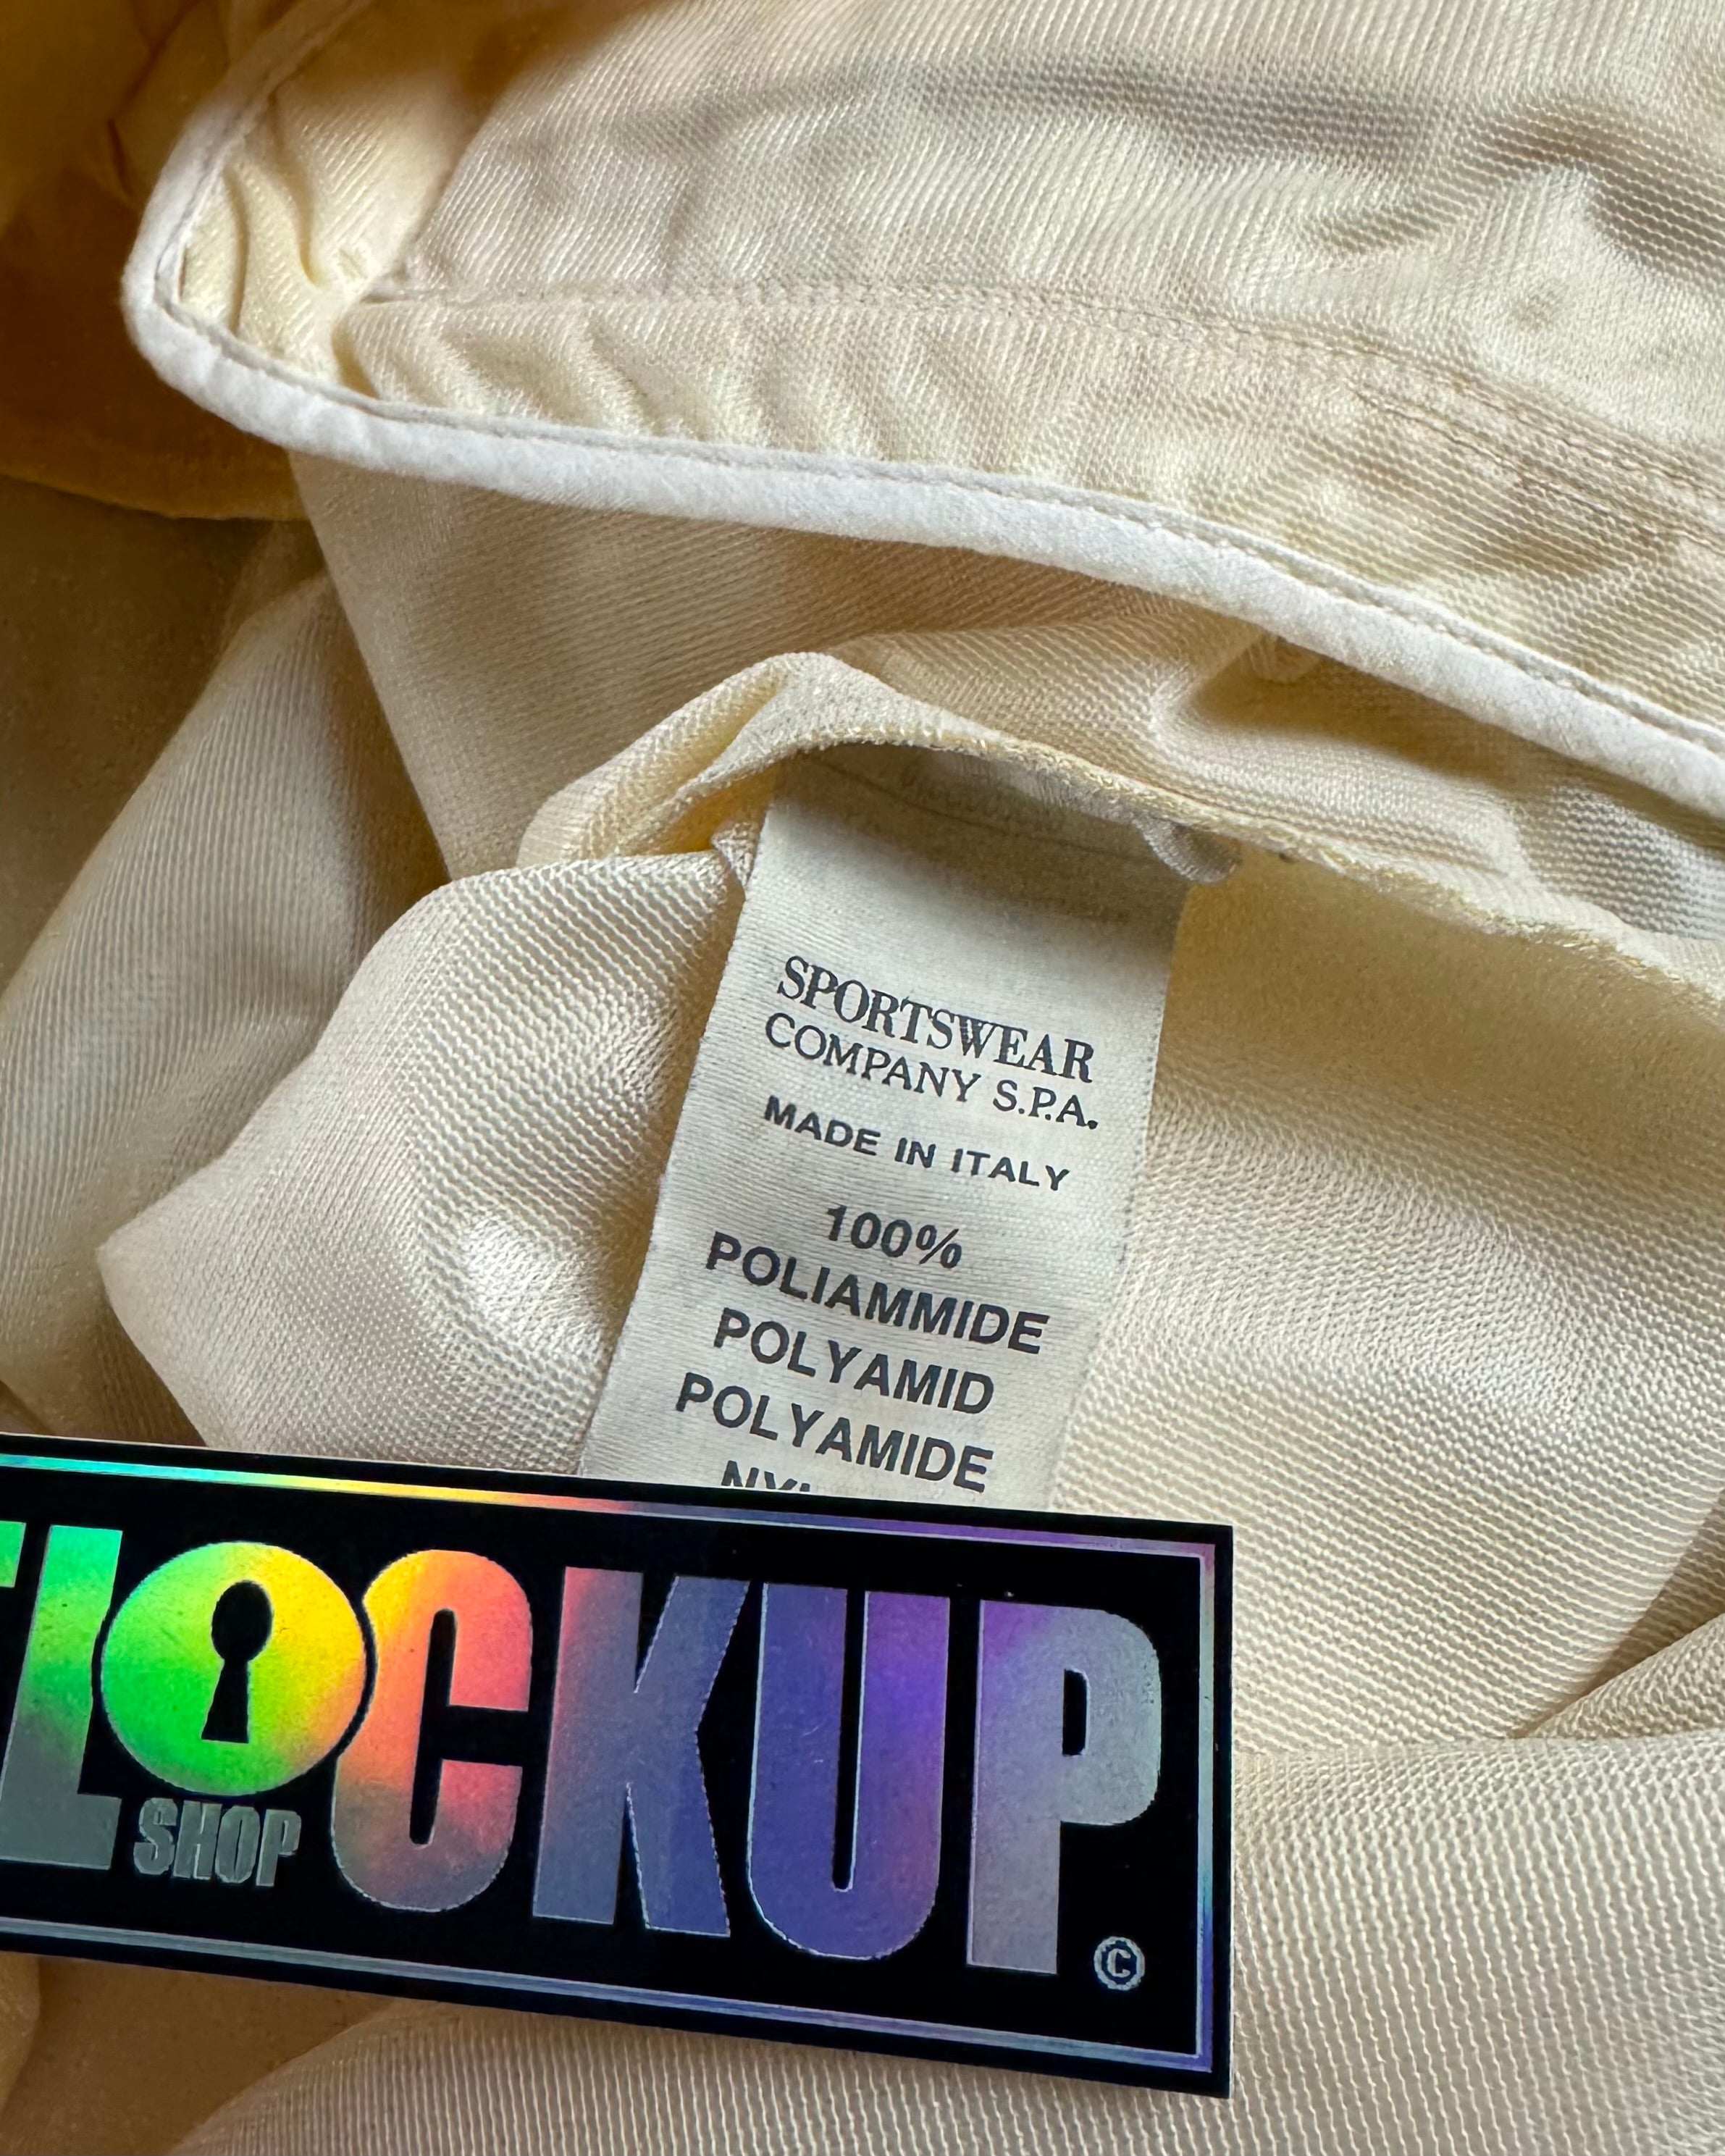 SPORTSWEAR
COMPANY S.P.A.
MADE IN ITALY
100%
POLIAMMIDE
POLYAMID
POLYAMIDE
LOCKUP
SHOP
©